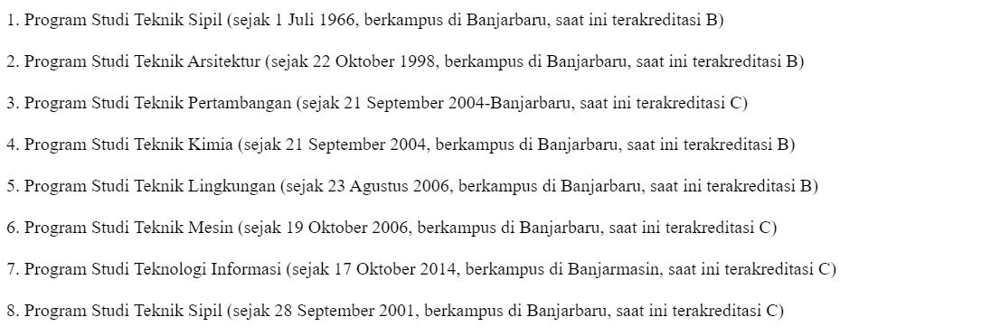 1. Program Studi Teknik Sipil (sejak 1 Juli 1966, berkampus di Banjarbaru, saat ini terakreditasi B)
2. Program Studi Teknik Arsitektur (sejak 22 Oktober 1998, berkampus di Banjarbaru, saat ini terakreditasi B)
3. Program Studi Teknik Pertambangan (sejak 21 September 2004-Banjarbaru, saat ini terakreditasi C)
4. Program Studi Teknik Kimia (sejak 21 September 2004, berkampus di Banjarbaru, saat ini terakreditasi B)
5. Program Studi Teknik Lingkungan (sejak 23 Agustus 2006, berkampus di Banjarbaru, saat ini terakreditasi B)
6. Program Studi Teknik Mesin (sejak 19 Oktober 2006, berkampus di Banjarbaru, saat ini terakreditasi C)
7. Program Studi Teknologi Informasi (sejak 17 Oktober 2014, berkampus di Banjarmasin, saat ini terakreditasi C)
8. Program Studi Teknik Sipil (sejak 28 September 2001, berkampus di Banjarbaru, saat ini terakreditasi C)